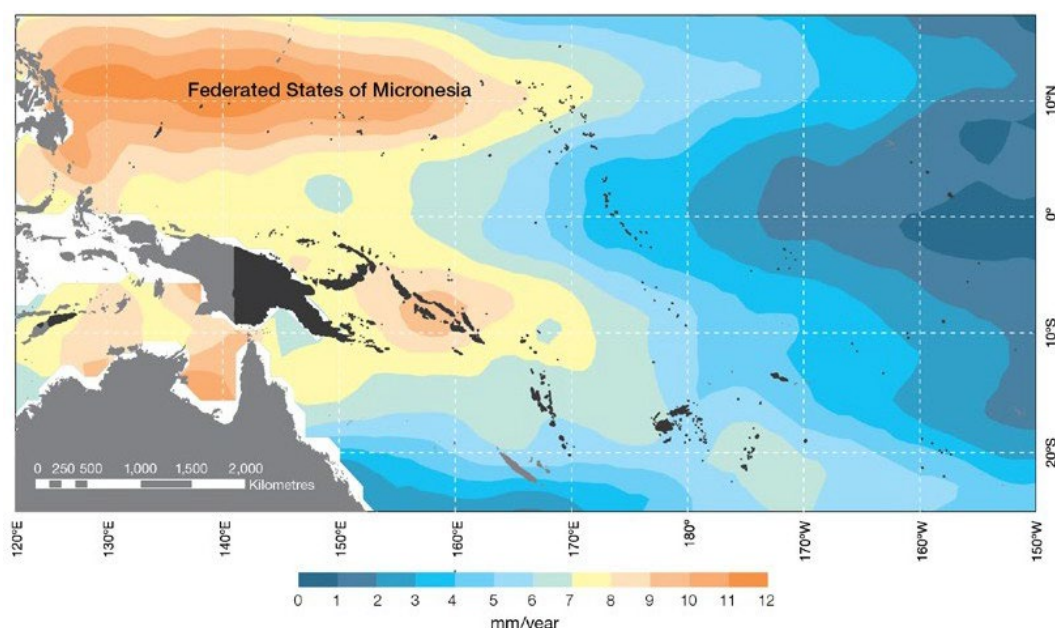 Federated States of Micronesia
10°N
0°
10°S
20°S
0 250 500 1,000 1,500 2,000
Kilometres
120°E 130°E 140°E 150°E 160°E 170°E 180° 170°W 160°W 150°W
0 1 2 3 4 5 6 7 8 9 10 11 12
mm/year